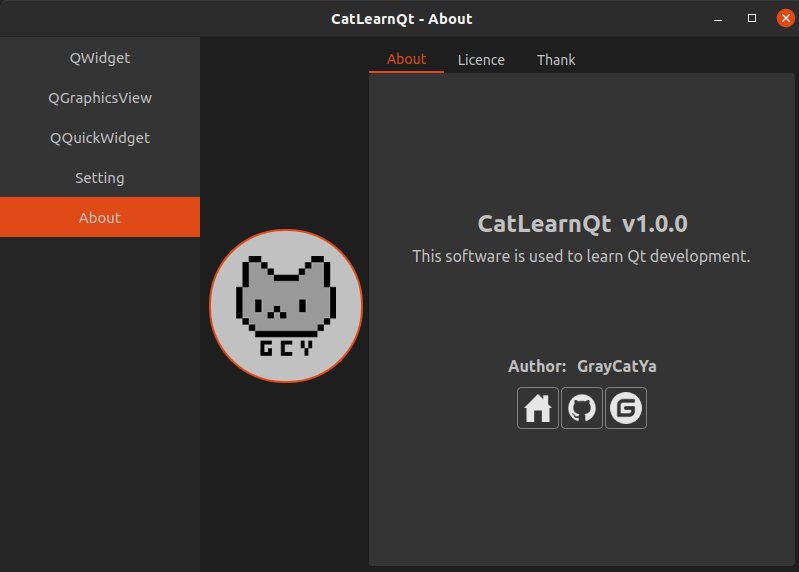 CatLearnQt - About
QWidget
QGraphicsView
QQuickWidget
Setting
About
GCY
About
Licence
Thank
CatLearnQt v1.0.0
This software is used to learn Qt development.
Author: GrayCatYa
G